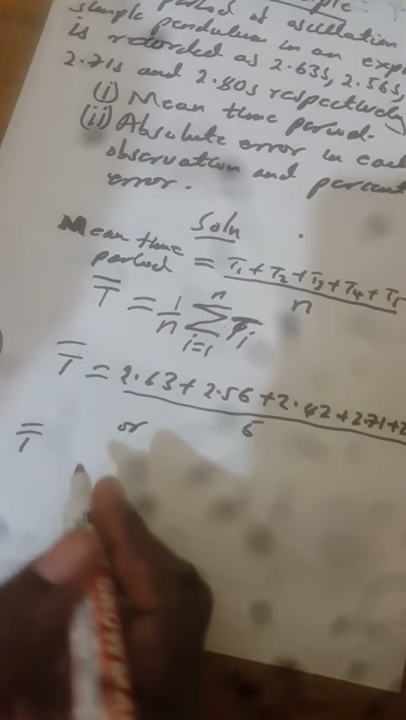 period of oscillation
simple pendulum in an exp
is recorded as 2.63s, 2.56s,
2.71s and 2.80s respectively
(i) Mean time period.
(ii) Absolute error in eac
observation and percent
error.
Soln
Mean time
period = T1 + T2 + T3 + T4 + T5
n
T = 1/n Σ Ti
n
i=1
T = 2.63 + 2.56 + 2.42 + 2.71 + 2
or 5
T